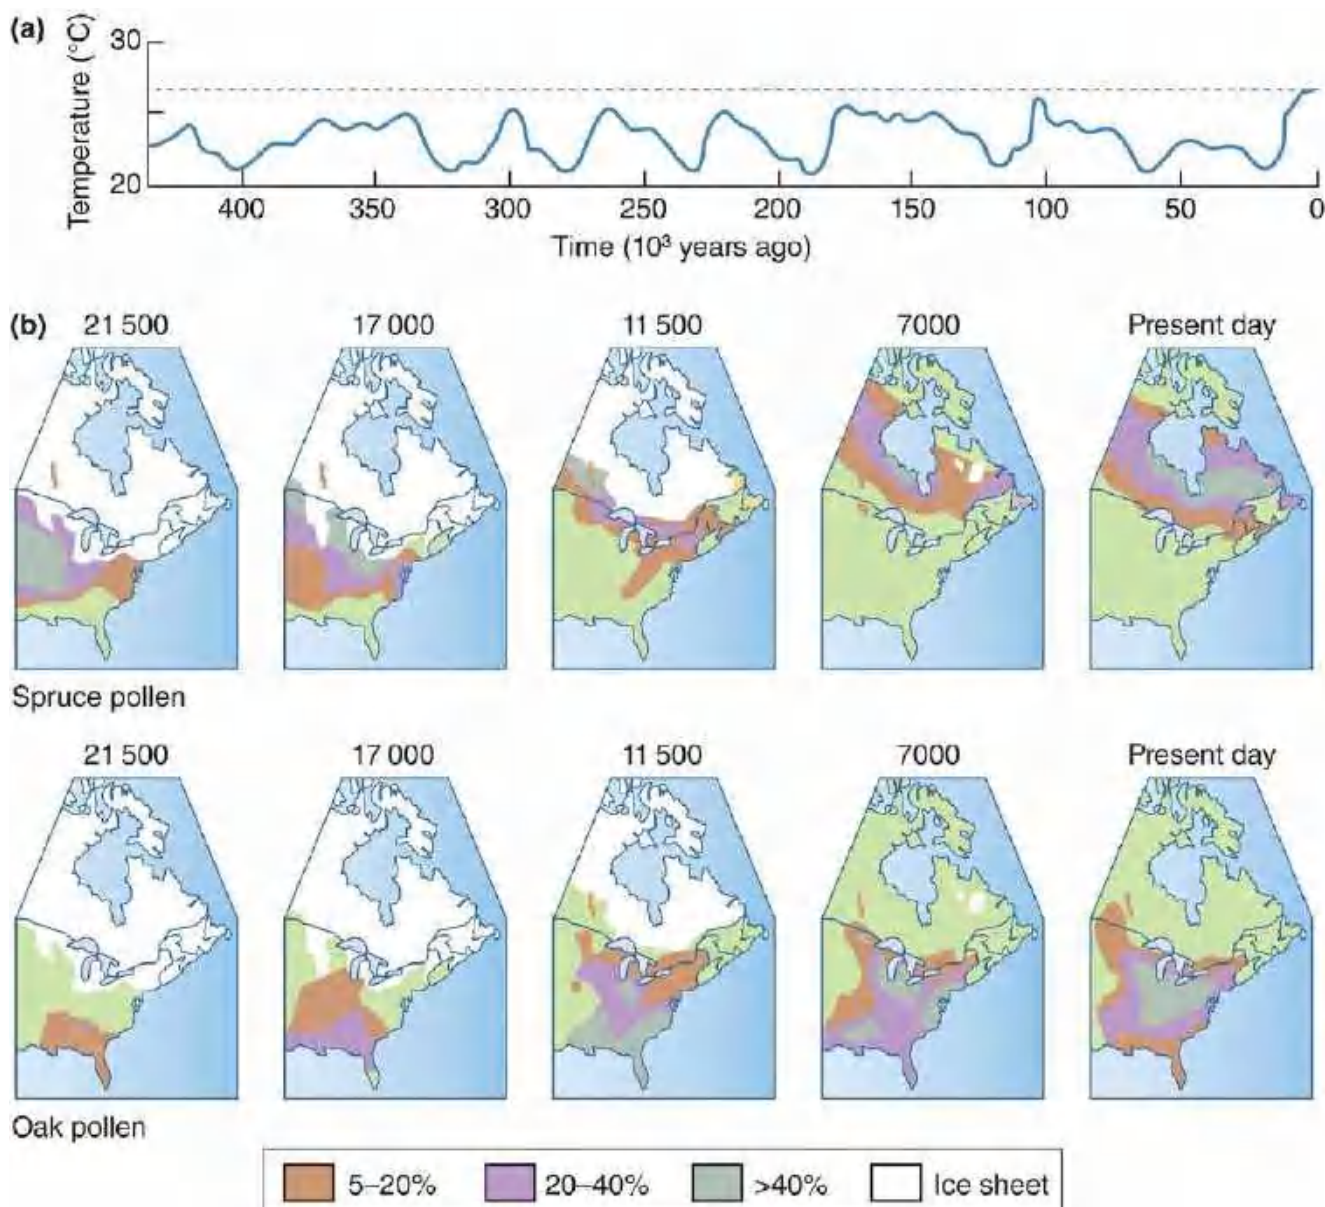 (a)
30
20
Temperature (°C)
400 350 300 250 200 150 100 50 0
Time (10³ years ago)
(b)
21 500 17 000 11 500 7000 Present day
Spruce pollen
21 500 17 000 11 500 7000 Present day
Oak pollen
5–20% 20–40% >40% Ice sheet